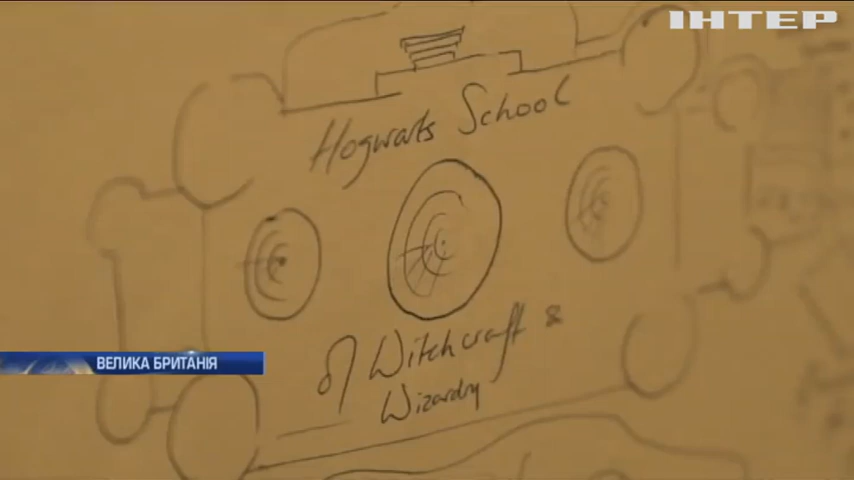 ІНТЕР
Hogwarts School
of Witchcraft &
Wizardry
ВЕЛИКА БРИТАНІЯ